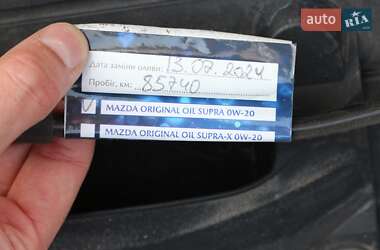 auto RIA
Дата заміни оливи: 13.07.2024
Пробіг, км: 85740
MAZDA ORIGINAL OIL SUPRA 0W-20
MAZDA ORIGINAL OIL SUPRA-X 0W-20